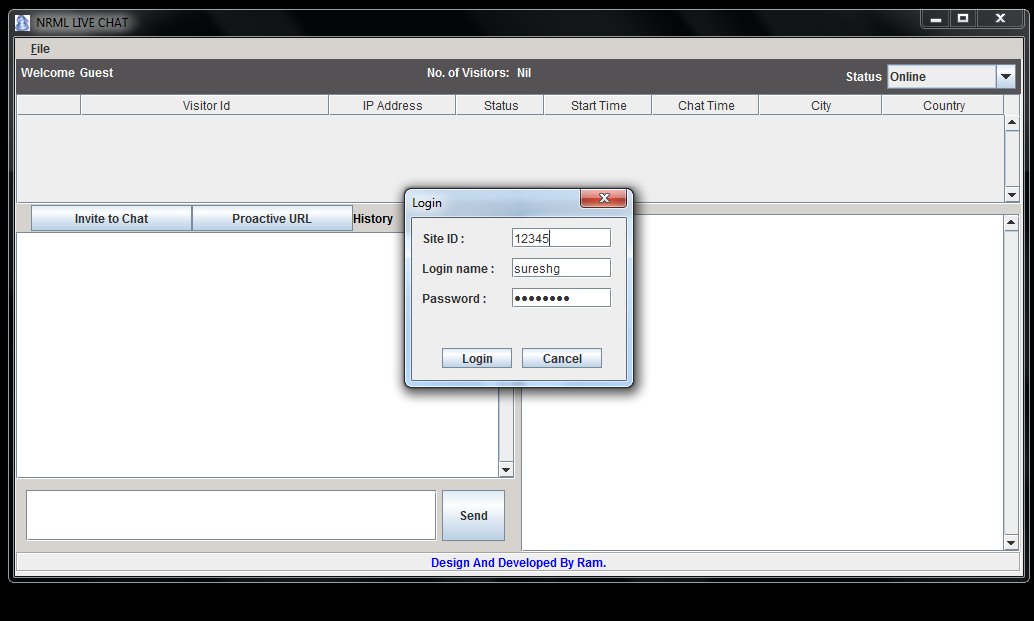 NRML LIVE CHAT
File
Welcome Guest No. of Visitors: Nil Status Online
Visitor Id IP Address Status Start Time Chat Time City Country
Invite to Chat Proactive URL History
Login
Site ID : 12345
Login name : sureshg
Password : ••••••••
Login Cancel
Send
Design And Developed By Ram.